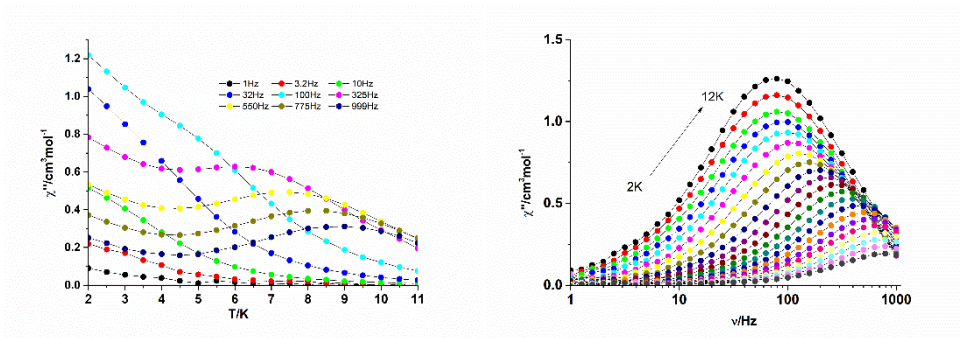 χ''/cm³mol⁻¹
1.2
1.0
0.8
0.6
0.4
0.2
0.0
1Hz 3.2Hz 10Hz
32Hz 100Hz 325Hz
550Hz 775Hz 999Hz
2 3 4 5 6 7 8 9 10 11
T/K
χ''/cm³mol⁻¹
1.5
1.0
0.5
0.0
12K
2K
1 10 100 1000
ν/Hz